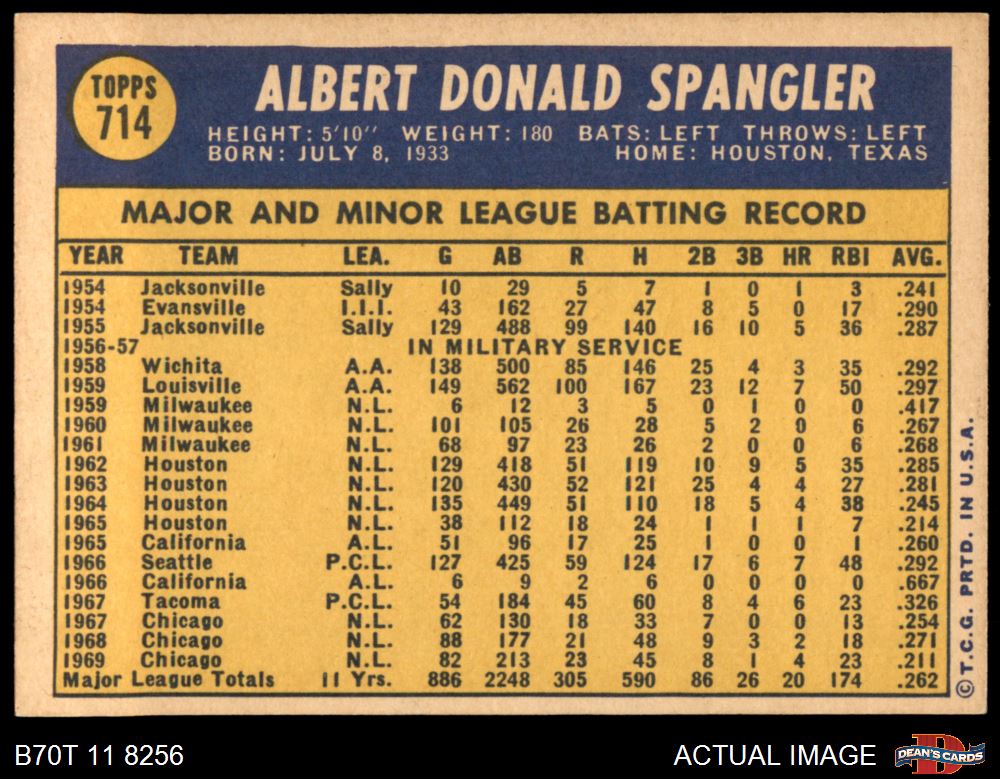 TOPPS
714
ALBERT DONALD SPANGLER
HEIGHT: 5'10" WEIGHT: 180 BATS: LEFT THROWS: LEFT
BORN: JULY 8, 1933 HOME: HOUSTON, TEXAS
MAJOR AND MINOR LEAGUE BATTING RECORD
YEAR TEAM LEA. G AB R H 2B 3B HR RBI AVG.
1954 Jacksonville Sally 10 29 5 7 1 0 1 3 .241
1954 Evansville I.I.I. 43 162 27 47 8 5 0 17 .290
1955 Jacksonville Sally 129 488 99 140 16 10 5 36 .287
1956-57 IN MILITARY SERVICE
1958 Wichita A.A. 138 500 85 146 25 4 3 35 .292
1959 Louisville A.A. 149 562 100 167 23 12 7 50 .297
1959 Milwaukee N.L. 6 12 3 5 0 1 0 0 .417
1960 Milwaukee N.L. 101 105 26 28 5 2 0 6 .267
1961 Milwaukee N.L. 68 97 23 26 2 0 0 6 .268
1962 Houston N.L. 129 418 51 119 10 9 5 35 .285
1963 Houston N.L. 120 430 52 121 25 4 4 27 .281
1964 Houston N.L. 135 449 51 110 18 5 4 38 .245
1965 Houston N.L. 38 112 18 24 1 1 1 7 .214
1965 California A.L. 51 96 17 25 1 0 0 1 .260
1966 Seattle P.C.L. 127 425 59 124 17 6 7 48 .292
1966 California A.L. 6 9 2 6 0 0 0 0 .667
1967 Tacoma P.C.L. 54 184 45 60 8 4 6 23 .326
1967 Chicago N.L. 62 130 18 33 7 0 0 13 .254
1968 Chicago N.L. 88 177 21 48 9 3 2 18 .271
1969 Chicago N.L. 82 213 23 45 8 1 4 23 .211
Major League Totals 11 Yrs. 886 2248 305 590 86 26 20 174 .262
© T.C.G. PRTD. IN U.S.A.
B70T 11 8256 ACTUAL IMAGE
D
DEAN'S CARDS